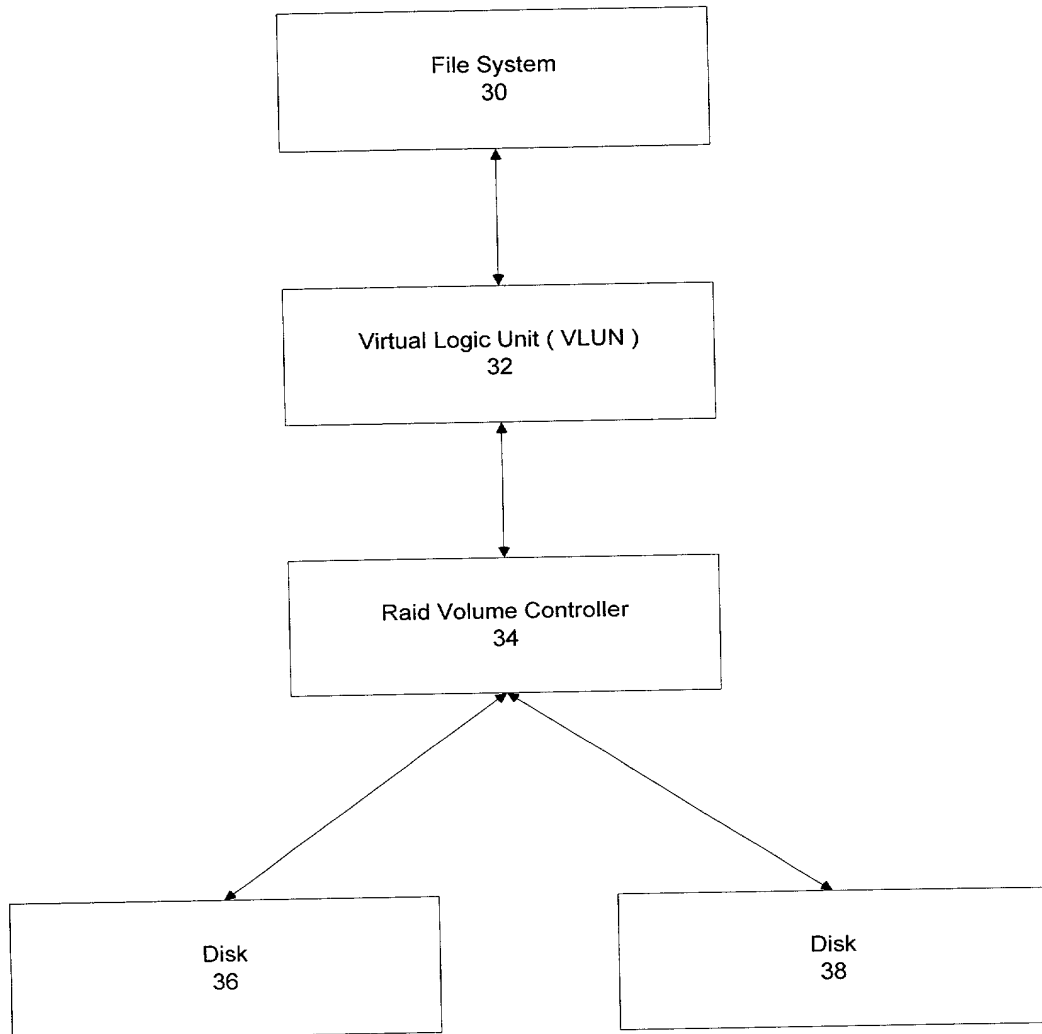 File System
30
Virtual Logic Unit ( VLUN )
32
Raid Volume Controller
34
Disk
36
Disk
38